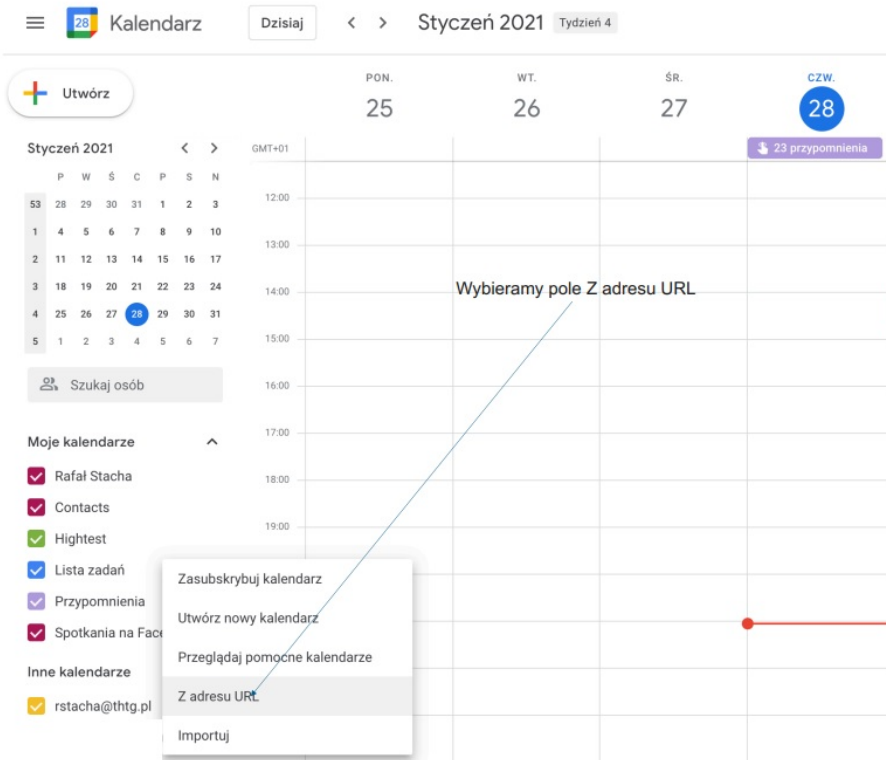 28 Kalendarz Dzisiaj Styczeń 2021 Tydzień 4
Utwórz
PON. WT. ŚR. CZW.
25 26 27 28
Styczeń 2021
GMT+01
23 przypomnienia
P W Ś C P S N
53 28 29 30 31 1 2 3
1 4 5 6 7 8 9 10
2 11 12 13 14 15 16 17
3 18 19 20 21 22 23 24
4 25 26 27 28 29 30 31
5 1 2 3 4 5 6 7
12:00
13:00
14:00
15:00
16:00
17:00
18:00
19:00
Wybieramy pole Z adresu URL
Szukaj osób
Moje kalendarze
Rafał Stacha
Contacts
Hightest
Lista zadań
Przypomnienia
Spotkania na Face
Inne kalendarze
rstacha@thtg.pl
Zasubskrybuj kalendarz
Utwórz nowy kalendarz
Przeglądaj pomocne kalendarze
Z adresu URL
Importuj